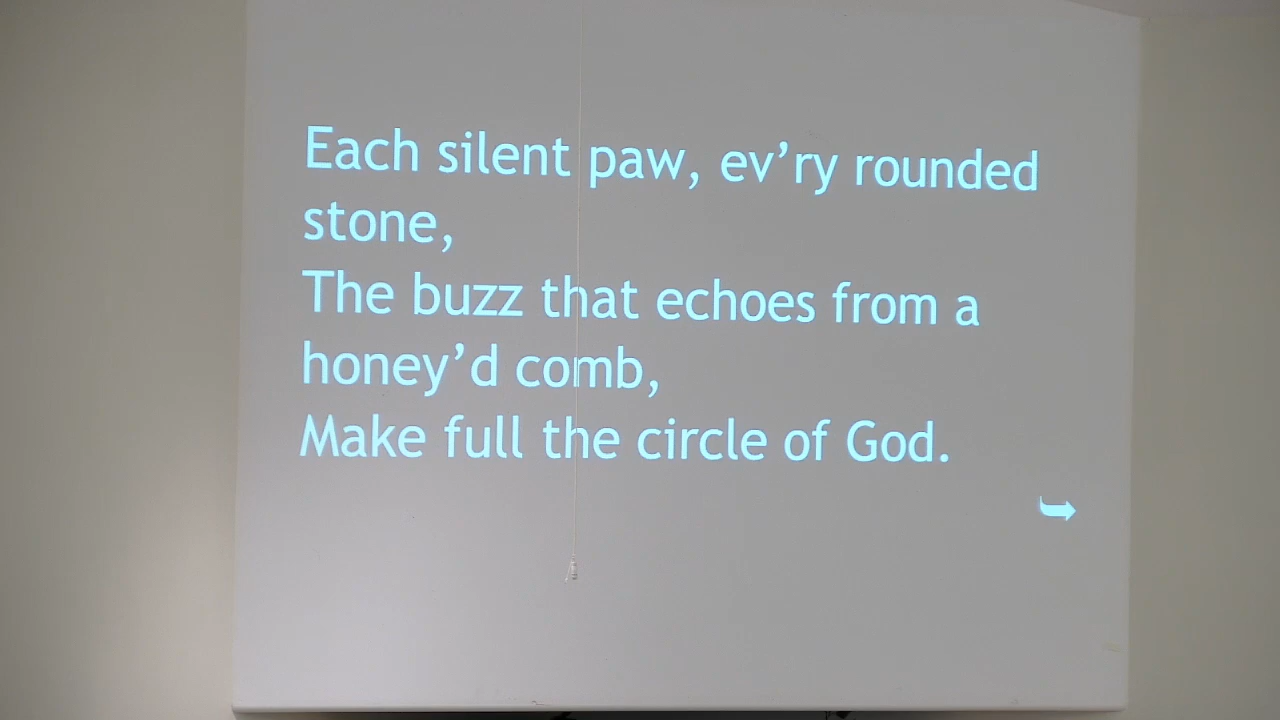 Each silent paw, ev’ry rounded
stone,
The buzz that echoes from a
honey’d comb,
Make full the circle of God.